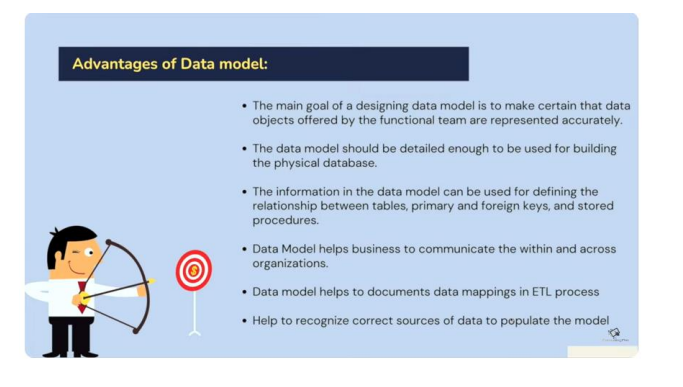 Advantages of Data model:
• The main goal of a designing data model is to make certain that data
objects offered by the functional team are represented accurately.
• The data model should be detailed enough to be used for building
the physical database.
• The information in the data model can be used for defining the
relationship between tables, primary and foreign keys, and stored
procedures.
• Data Model helps business to communicate the within and across
organizations.
• Data model helps to documents data mappings in ETL process
• Help to recognize correct sources of data to populate the model